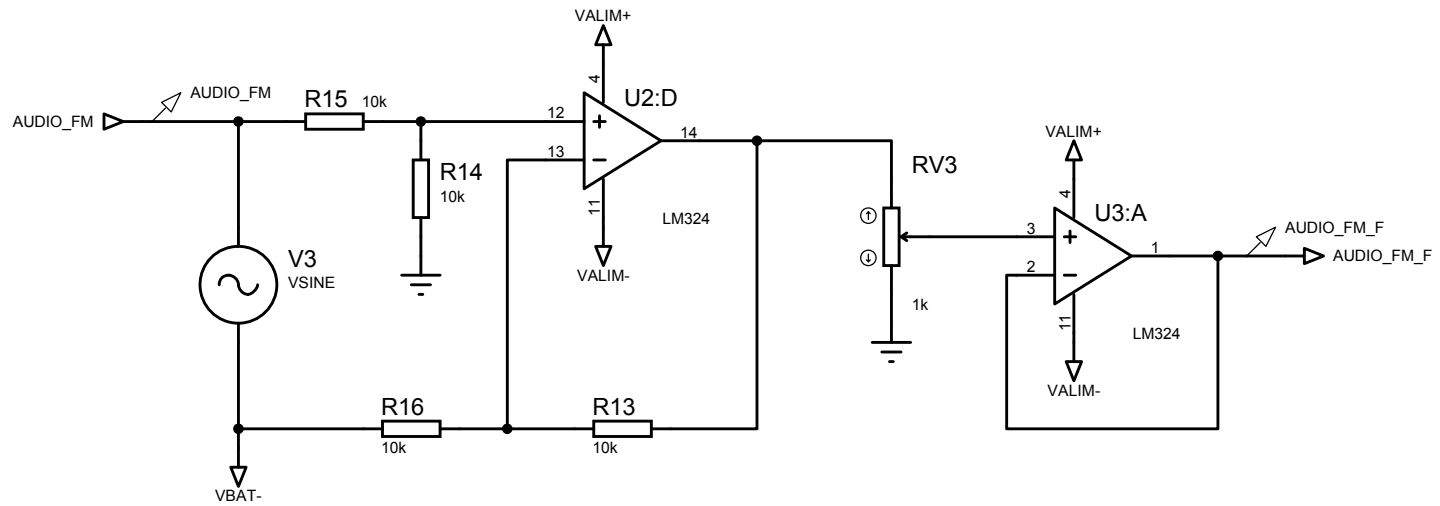 VALIM+
4
AUDIO_FM
AUDIO_FM
R15
10k
12
U2:D
14
13
R14
10k
11
LM324
VALIM-
RV3
1k
VALIM+
4
U3:A
3
1
2
11
LM324
VALIM-
AUDIO_FM_F
AUDIO_FM_F
V3
VSINE
R16
10k
R13
10k
VBAT-